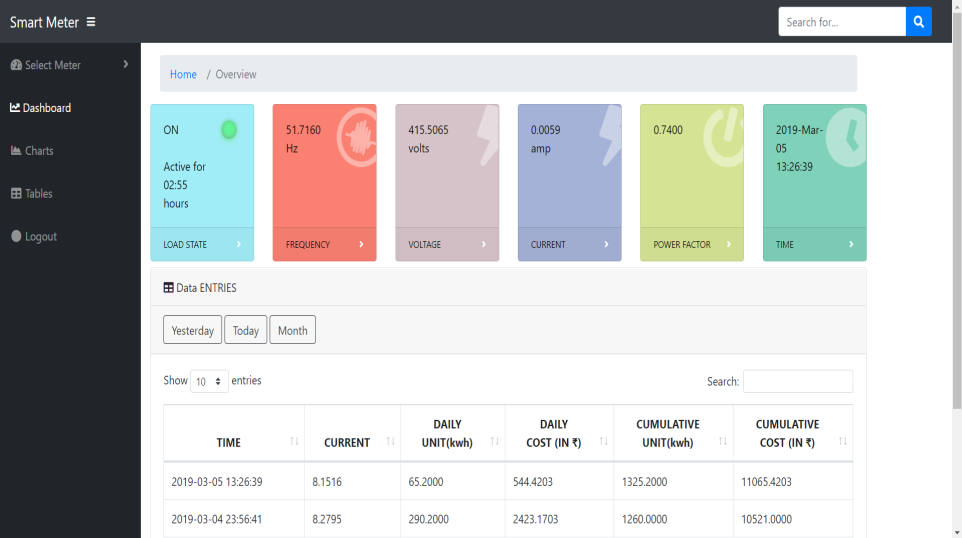 Smart Meter
Search for...
Select Meter
Home / Overview
Dashboard
Charts
Tables
Logout
ON
Active for
02:55
hours
LOAD STATE
51.7160
Hz
FREQUENCY
415.5065
volts
VOLTAGE
0.0059
amp
CURRENT
0.7400
POWER FACTOR
2019-Mar-
05
13:26:39
TIME
Data ENTRIES
Yesterday Today Month
Show 10 entries
Search:
TIME CURRENT DAILY UNIT(kwh) DAILY COST (IN ₹) CUMULATIVE UNIT(kwh) CUMULATIVE COST (IN ₹)
2019-03-05 13:26:39 8.1516 65.2000 544.4203 1325.2000 11065.4203
2019-03-04 23:56:41 8.2795 290.2000 2423.1703 1260.0000 10521.0000